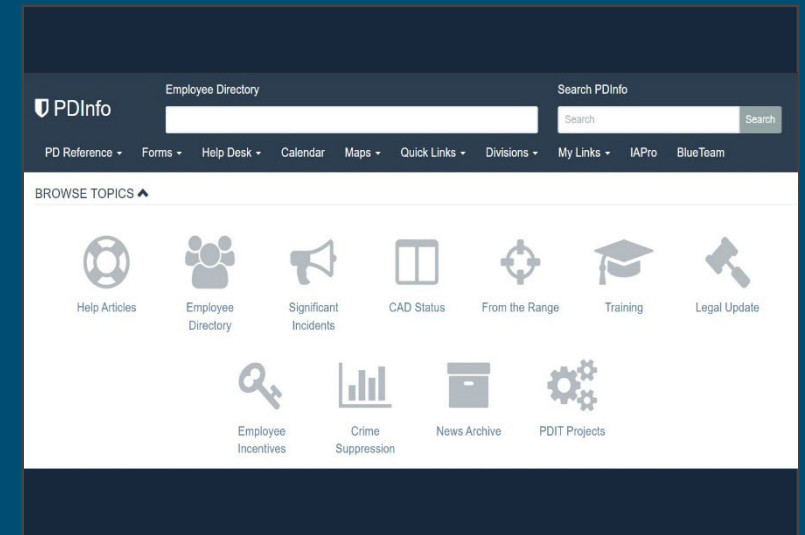 Employee Directory
Search PDInfo
PDInfo
Search
Search
PD Reference
Forms
Help Desk
Calendar
Maps
Quick Links
Divisions
My Links
IAPro
BlueTeam
BROWSE TOPICS
Help Articles
Employee
Directory
Significant
Incidents
CAD Status
From the Range
Training
Legal Update
Employee
Incentives
Crime
Suppression
News Archive
PDIT Projects